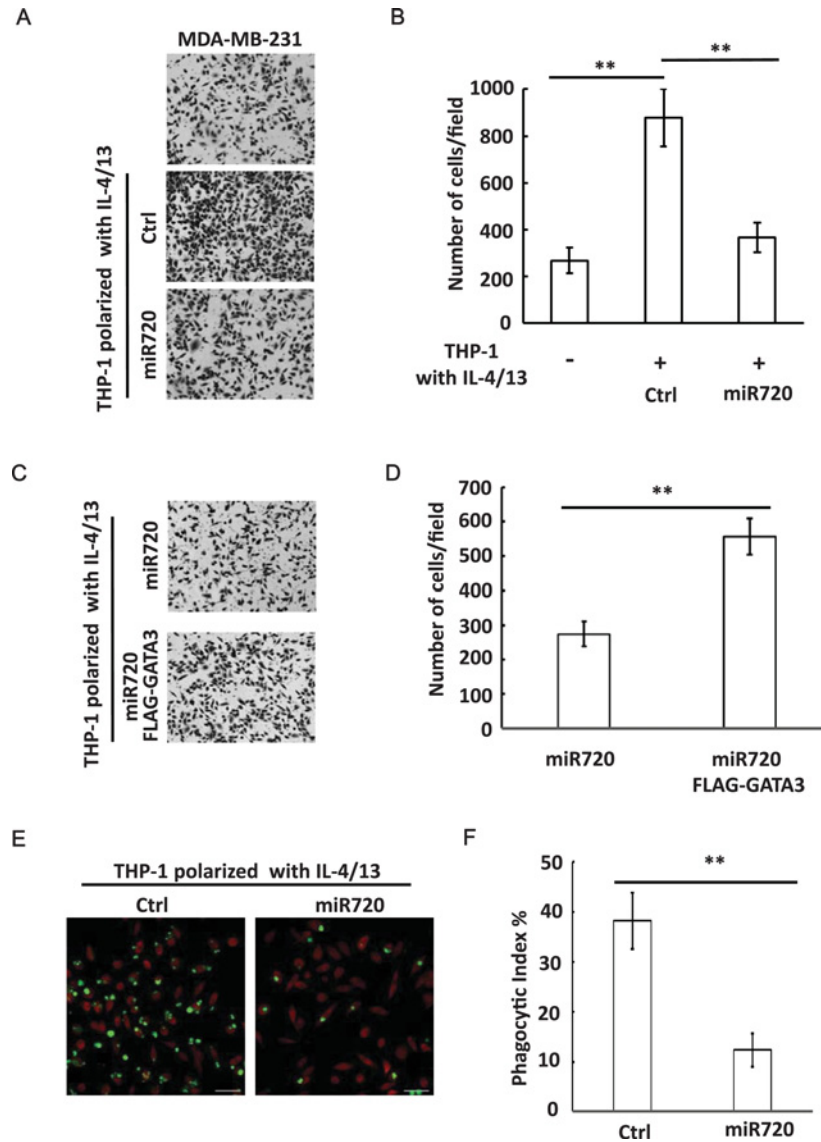 A
MDA-MB-231
THP-1 polarized with IL-4/13
Ctrl
miR720
B
**
**
Number of cells/field
1000
800
600
400
200
0
THP-1
with IL-4/13
-
+
+
Ctrl
miR720
C
THP-1 polarized with IL-4/13
miR720
miR720
FLAG-GATA3
D
**
Number of cells/field
700
600
500
400
300
200
100
0
miR720
miR720
FLAG-GATA3
E
THP-1 polarized with IL-4/13
Ctrl
miR720
F
**
Phagocytic Index %
50
40
30
20
10
0
Ctrl
miR720